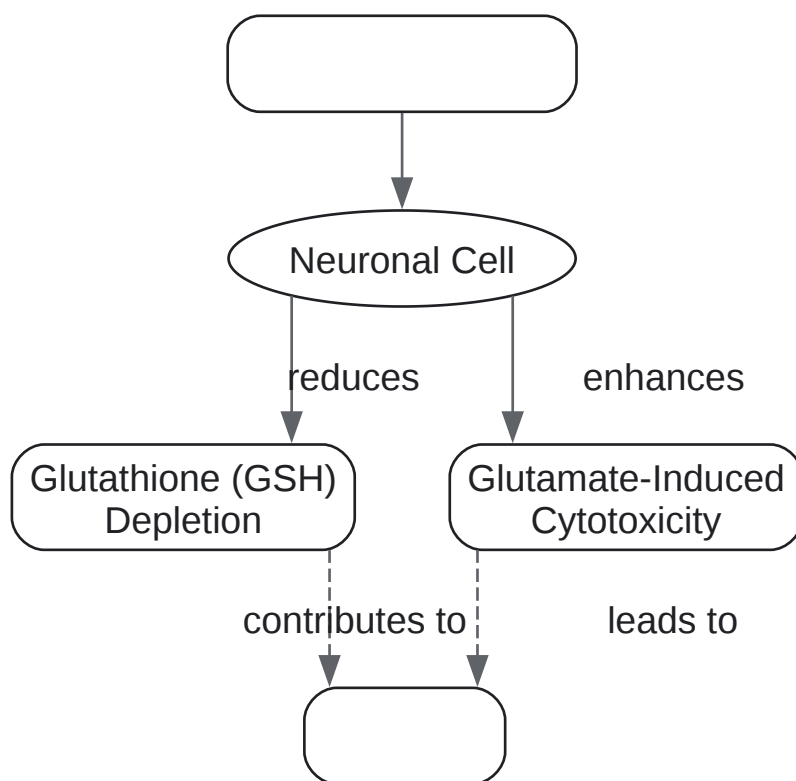 Neuronal Cell
reduces
enhances
Glutathione (GSH)
Depletion
Glutamate-Induced
Cytotoxicity
contributes to
leads to